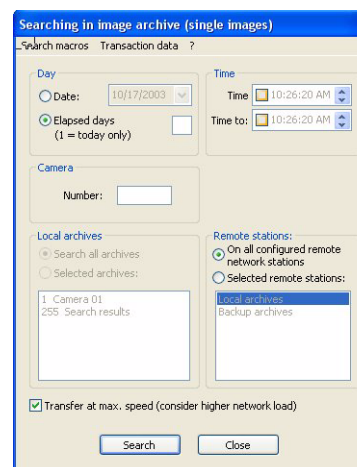 Searching in image archive (single images)
Search macros Transaction data ?
Day
Date: 10/17/2003
Elapsed days
(1 = today only)
Time
Time 10:26:20 AM
Time to: 10:26:20 AM
Camera
Number:
Local archives
Search all archives
Selected archives:
1 Camera 01
255 Search results
Remote stations:
On all configured remote
network stations
Selected remote stations:
Local archives
Backup archives
Transfer at max. speed (consider higher network load)
Search Close